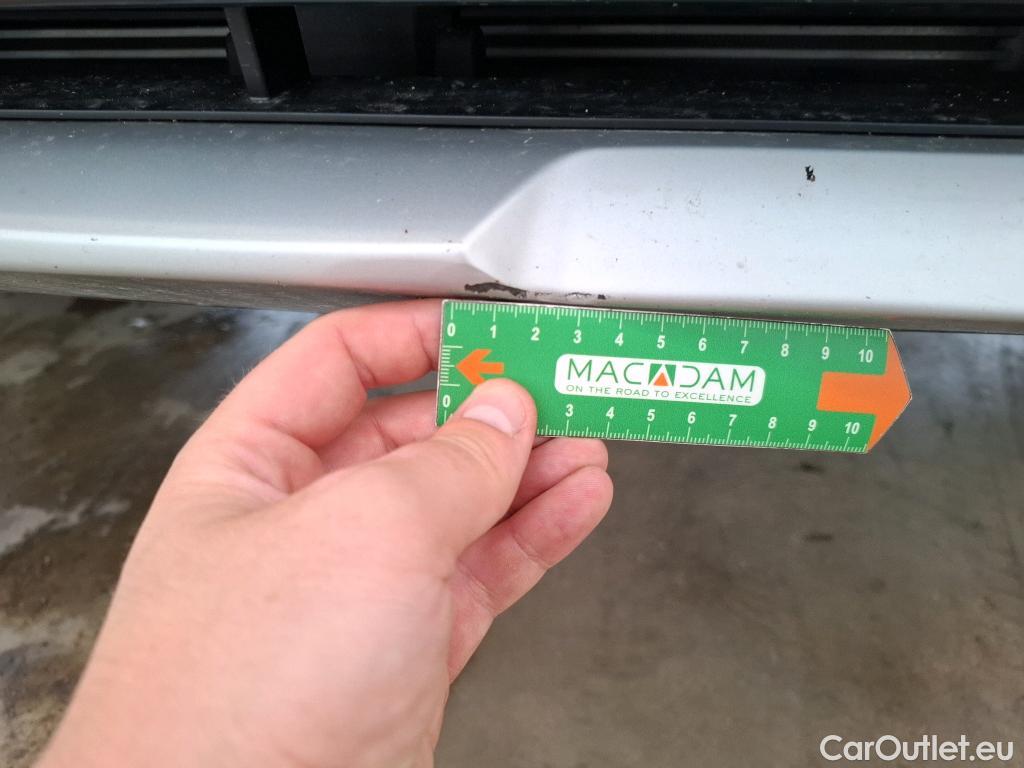 0 1 2 3 4 5 6 7 8 9 10
MACADAM
ON THE ROAD TO EXCELLENCE
0 3 4 5 6 7 8 9 10
CarOutlet.eu